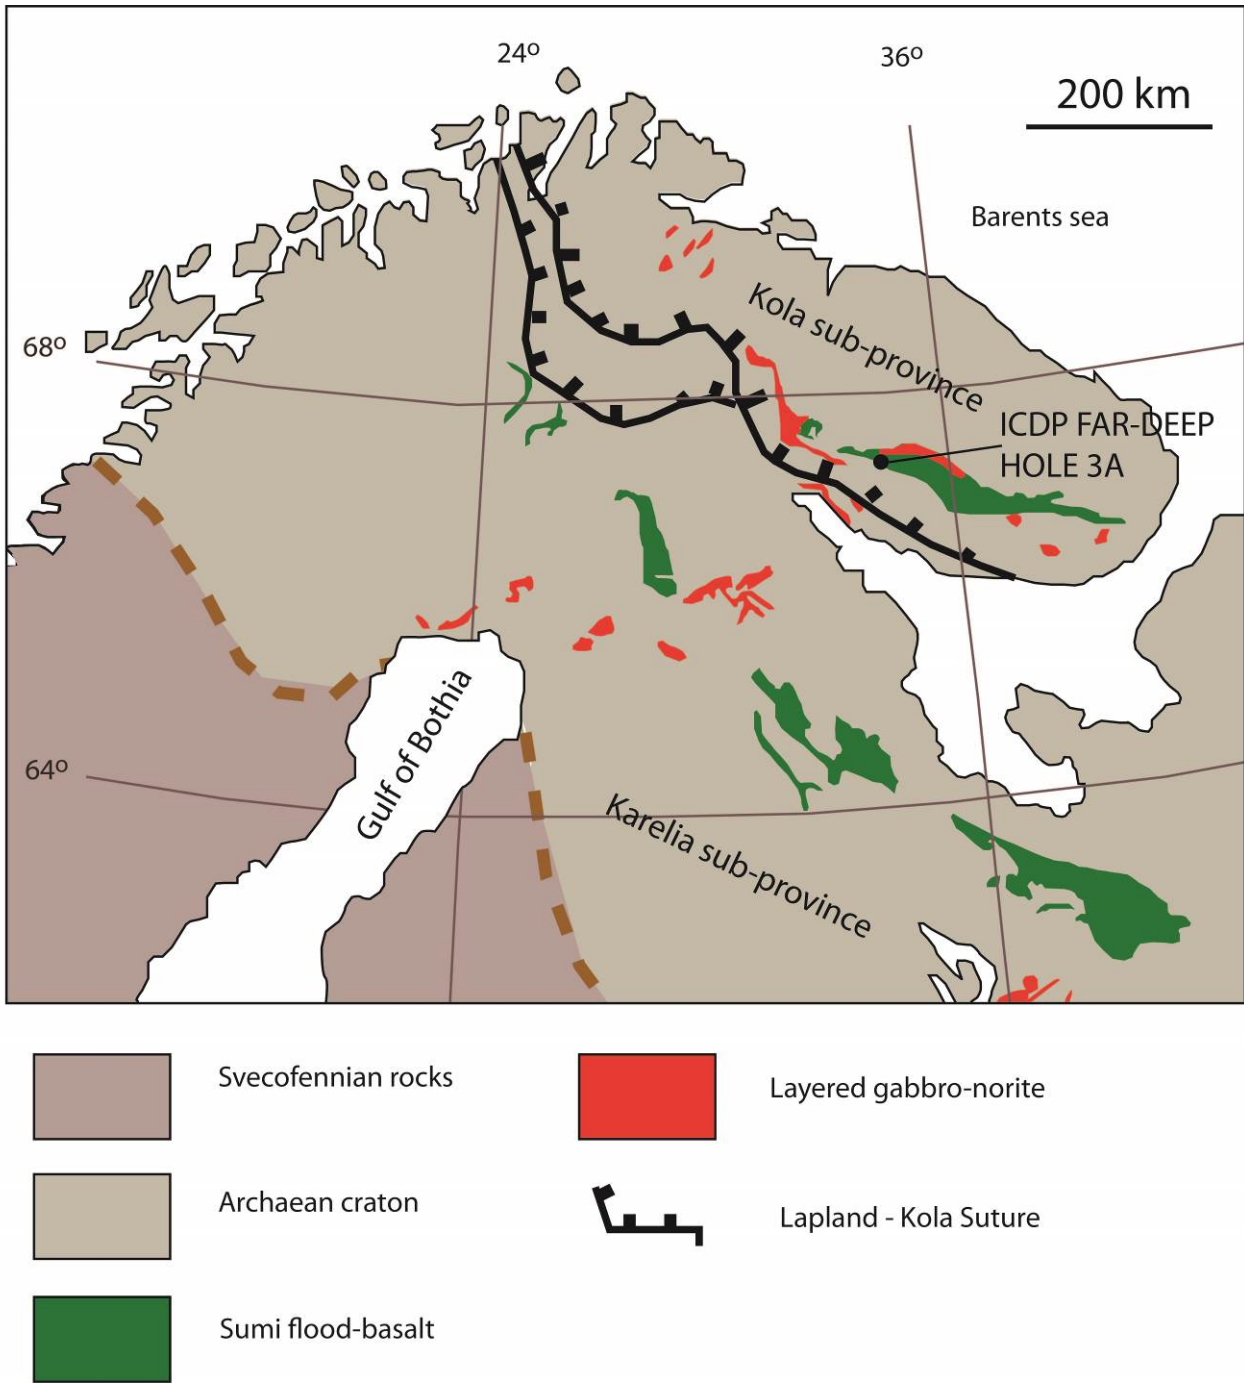 24º
36º
200 km
Barents sea
Kola sub-province
68º
ICDP FAR-DEEP
HOLE 3A
Gulf of Bothia
64º
Karelia sub-province
Svecofennian rocks
Layered gabbro-norite
Archaean craton
Lapland - Kola Suture
Sumi flood-basalt